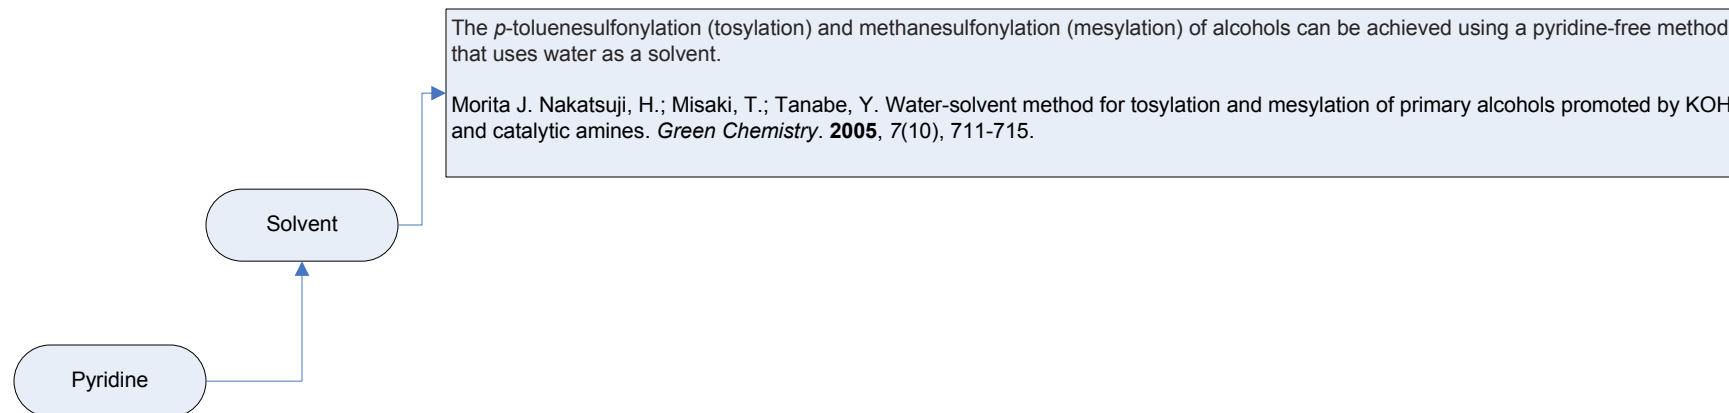 The p-toluenesulfonylation (tosylation) and methanesulfonylation (mesylation) of alcohols can be achieved using a pyridine-free method
that uses water as a solvent.
Morita J. Nakatsuji, H.; Misaki, T.; Tanabe, Y. Water-solvent method for tosylation and mesylation of primary alcohols promoted by KOH
and catalytic amines. Green Chemistry. 2005, 7(10), 711-715.
Solvent
Pyridine